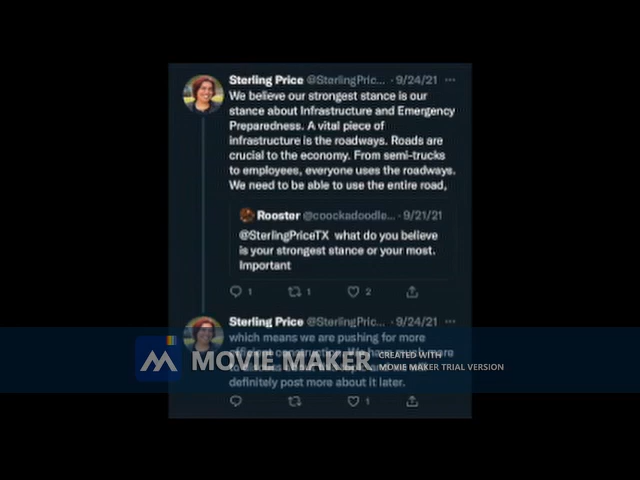 Sterling Price @SterlingPric... · 9/24/21 ···
We believe our strongest stance is our
stance about Infrastructure and Emergency
Preparedness. A vital piece of
infrastructure is the roadways. Roads are
crucial to the economy. From semi-trucks
to employees, everyone uses the roadways.
We need to be able to use the entire road,
Rooster @coockadoodle... · 9/21/21
@SterlingPriceTX what do you believe
is your strongest stance or your most.
Important
1 1 2
Sterling Price @SterlingPric... · 9/24/21 ···
which means we are pushing for more
efficient construction.
MOVIE MAKER
CREATED WITH
MOVIE MAKER TRIAL VERSION
definitely post more about it later.
1